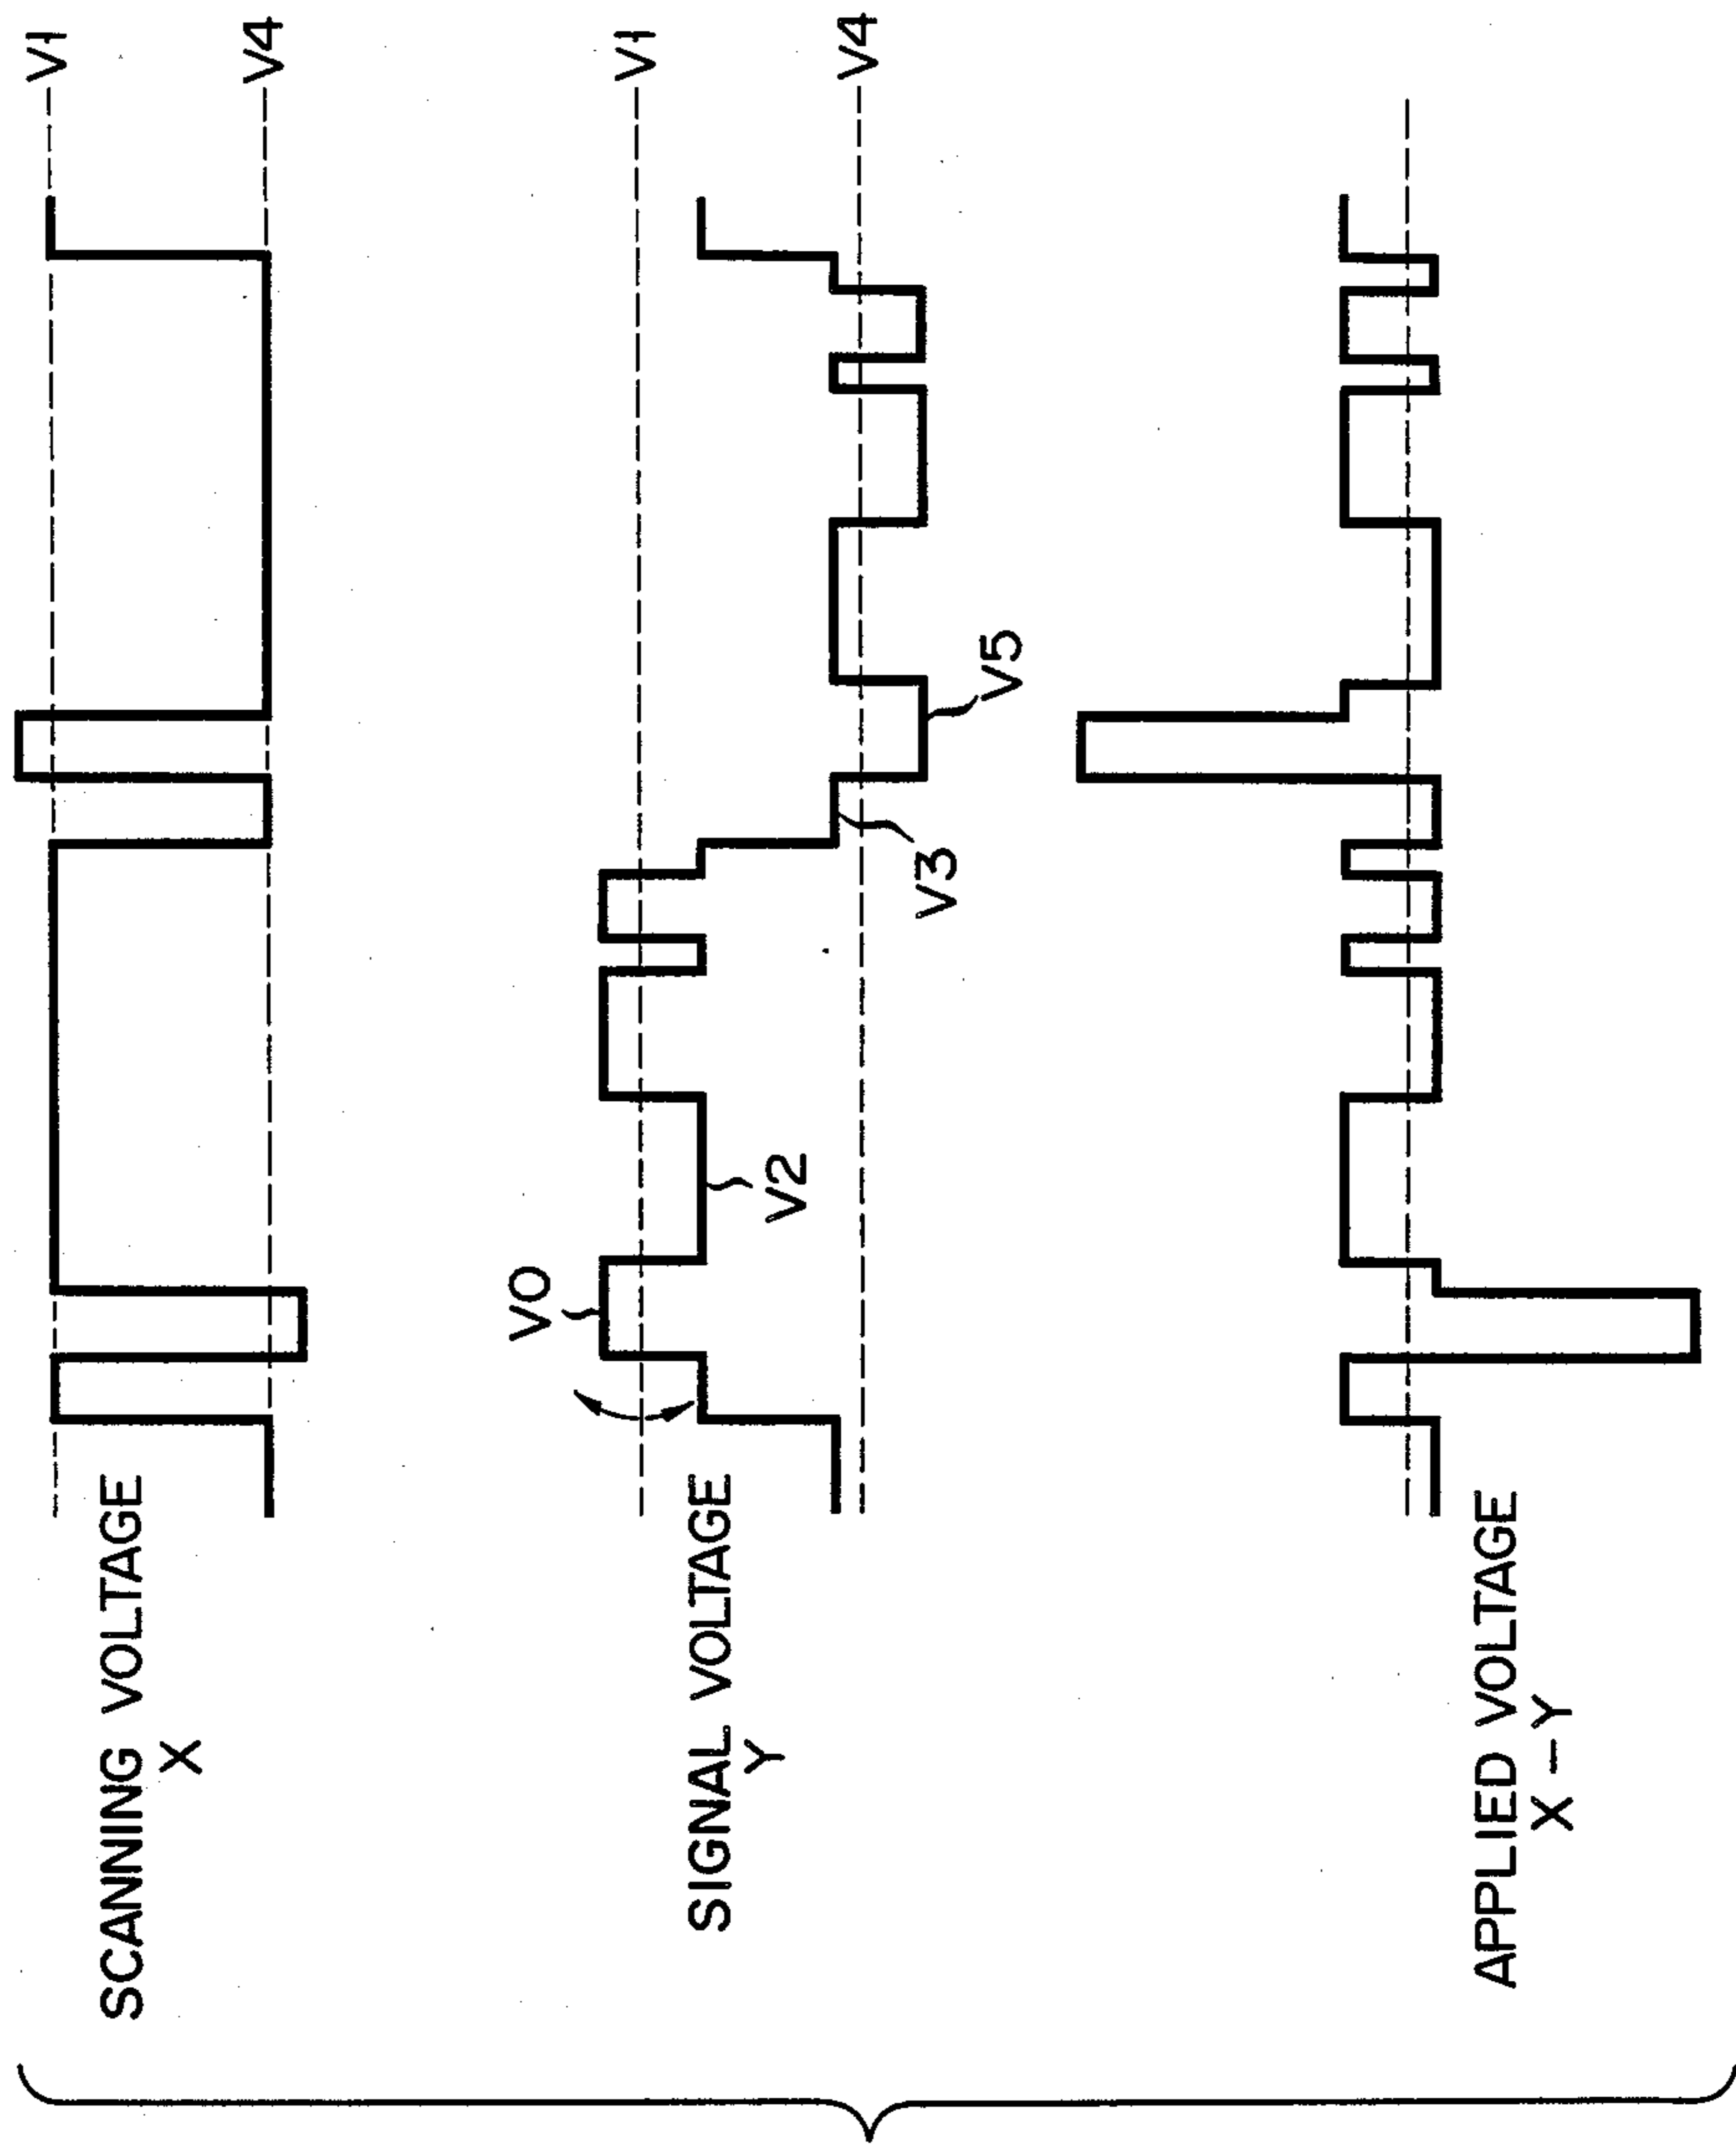 SCANNING VOLTAGE
X
V1
V4
SIGNAL VOLTAGE
Y
V0
V2
V3
V5
V1
V4
APPLIED VOLTAGE
X-Y